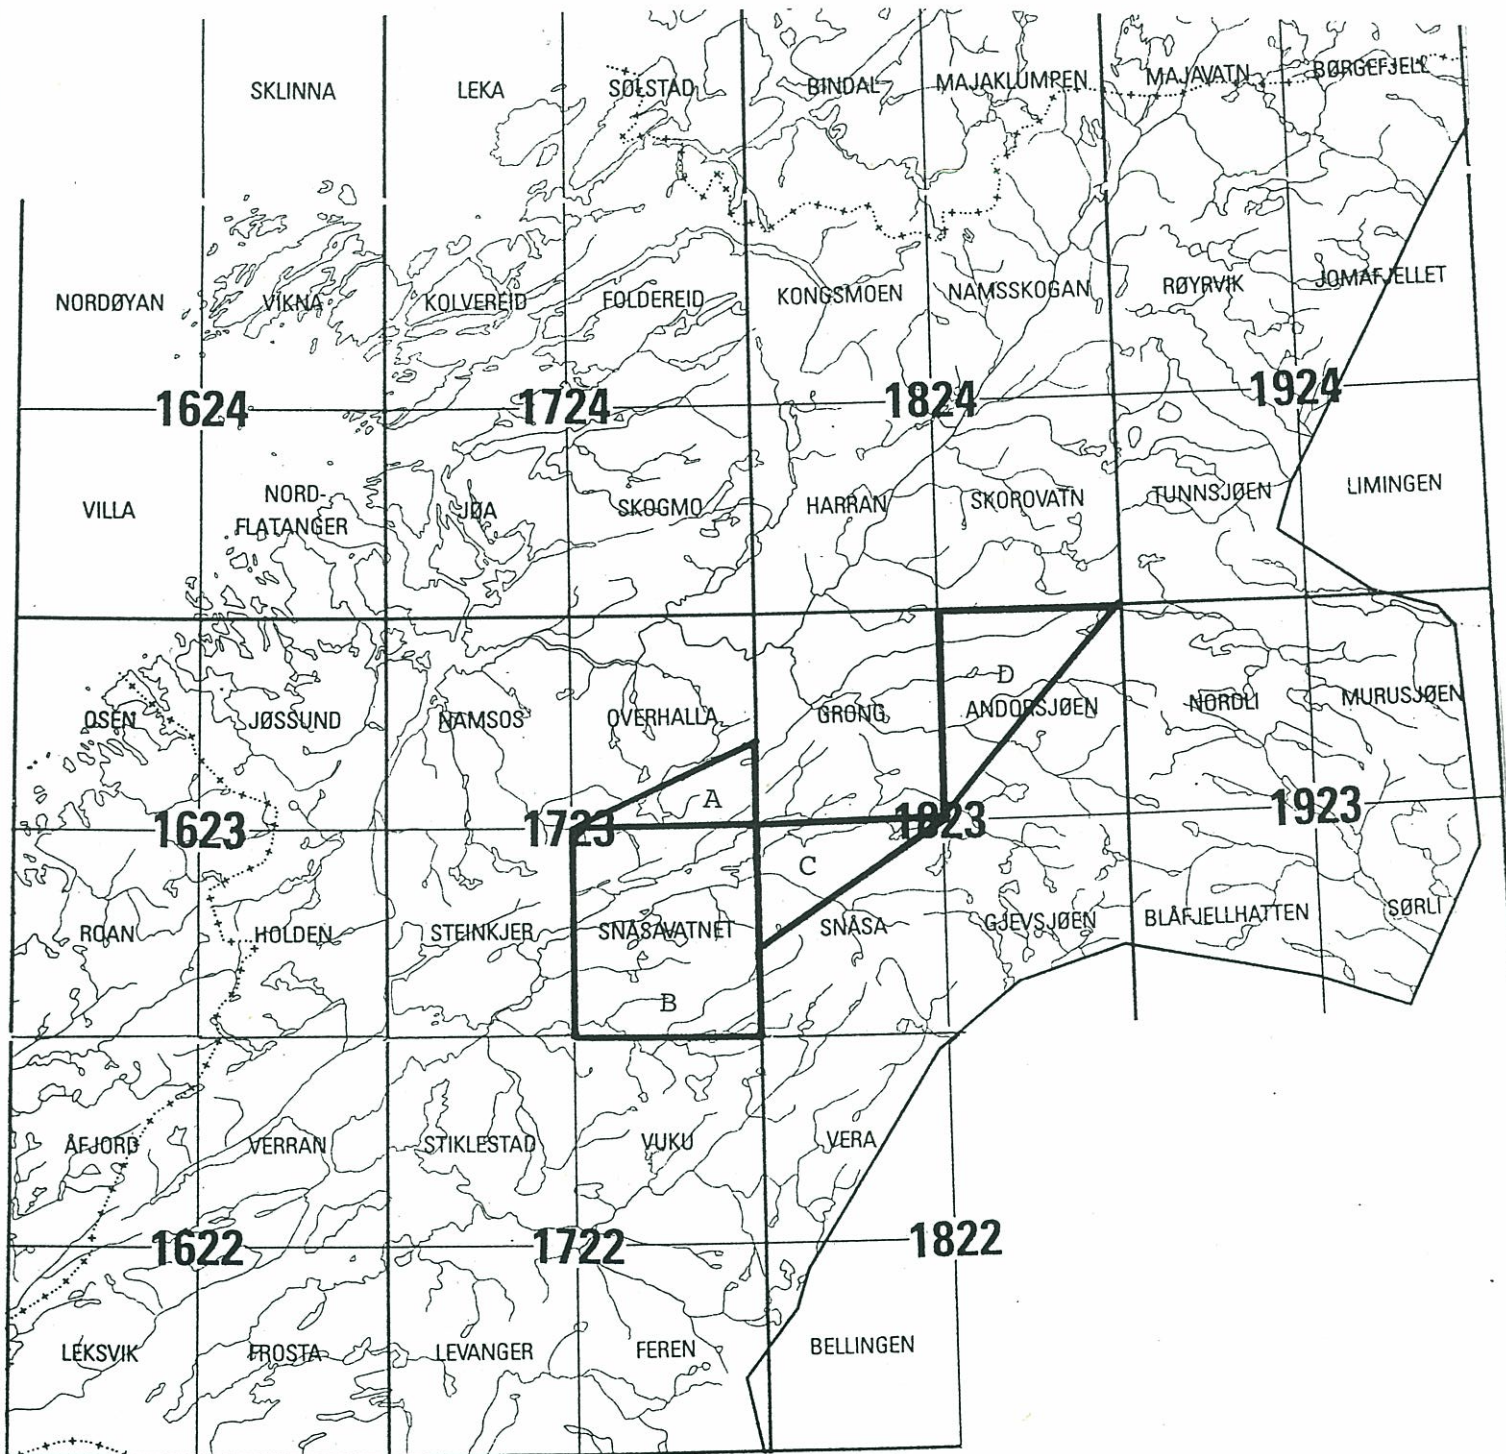 SKLINNA
LEKA
SØLSTAD
BINDAL
MAJAKLUMPEN
MAJAVATN
BØRGEFJELL
NORDØYAN
VIKNA
KOLVEREID
FOLDEREID
KONGSMOEN
NAMSSKOGAN
RØYRVIK
JOMAFJELLET
1624
1724
1824
1924
VILLA
NORD-
FLATANGER
JØA
SKOGMO
HARRAN
SKOROVATN
TUNNSJØEN
LIMINGEN
OSEN
JØSSUND
NAMSOS
OVERHALLA
GRONG
D
ANDORSJØEN
NORDLI
MURUSJØEN
A
1623
1723
1823
1923
C
ROAN
HOLDEN
STEINKJER
SNÅSAVATNET
SNÅSA
GJEVSJØEN
BLÅFJELLHATTEN
SØRLI
B
ÅFJORD
VERRAN
STIKLESTAD
VUKU
VERA
1622
1722
1822
LEKSVIK
FROSTA
LEVANGER
FEREN
BELLINGEN